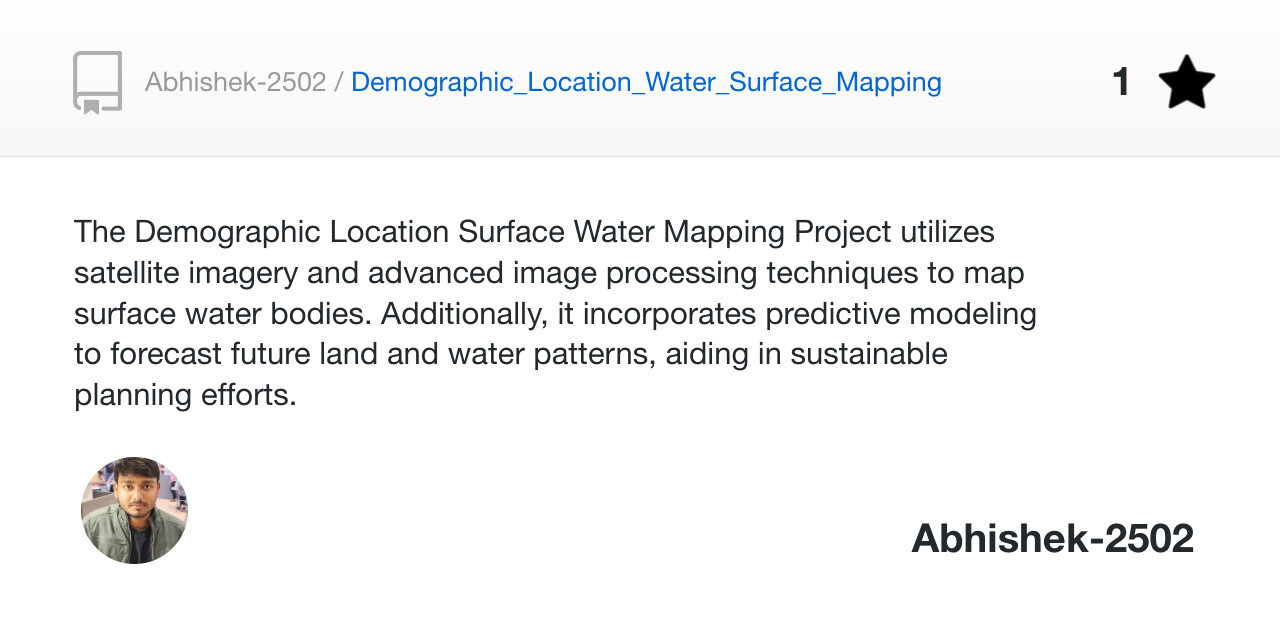 Abhishek-2502 / Demographic_Location_Water_Surface_Mapping
1
The Demographic Location Surface Water Mapping Project utilizes
satellite imagery and advanced image processing techniques to map
surface water bodies. Additionally, it incorporates predictive modeling
to forecast future land and water patterns, aiding in sustainable
planning efforts.
Abhishek-2502